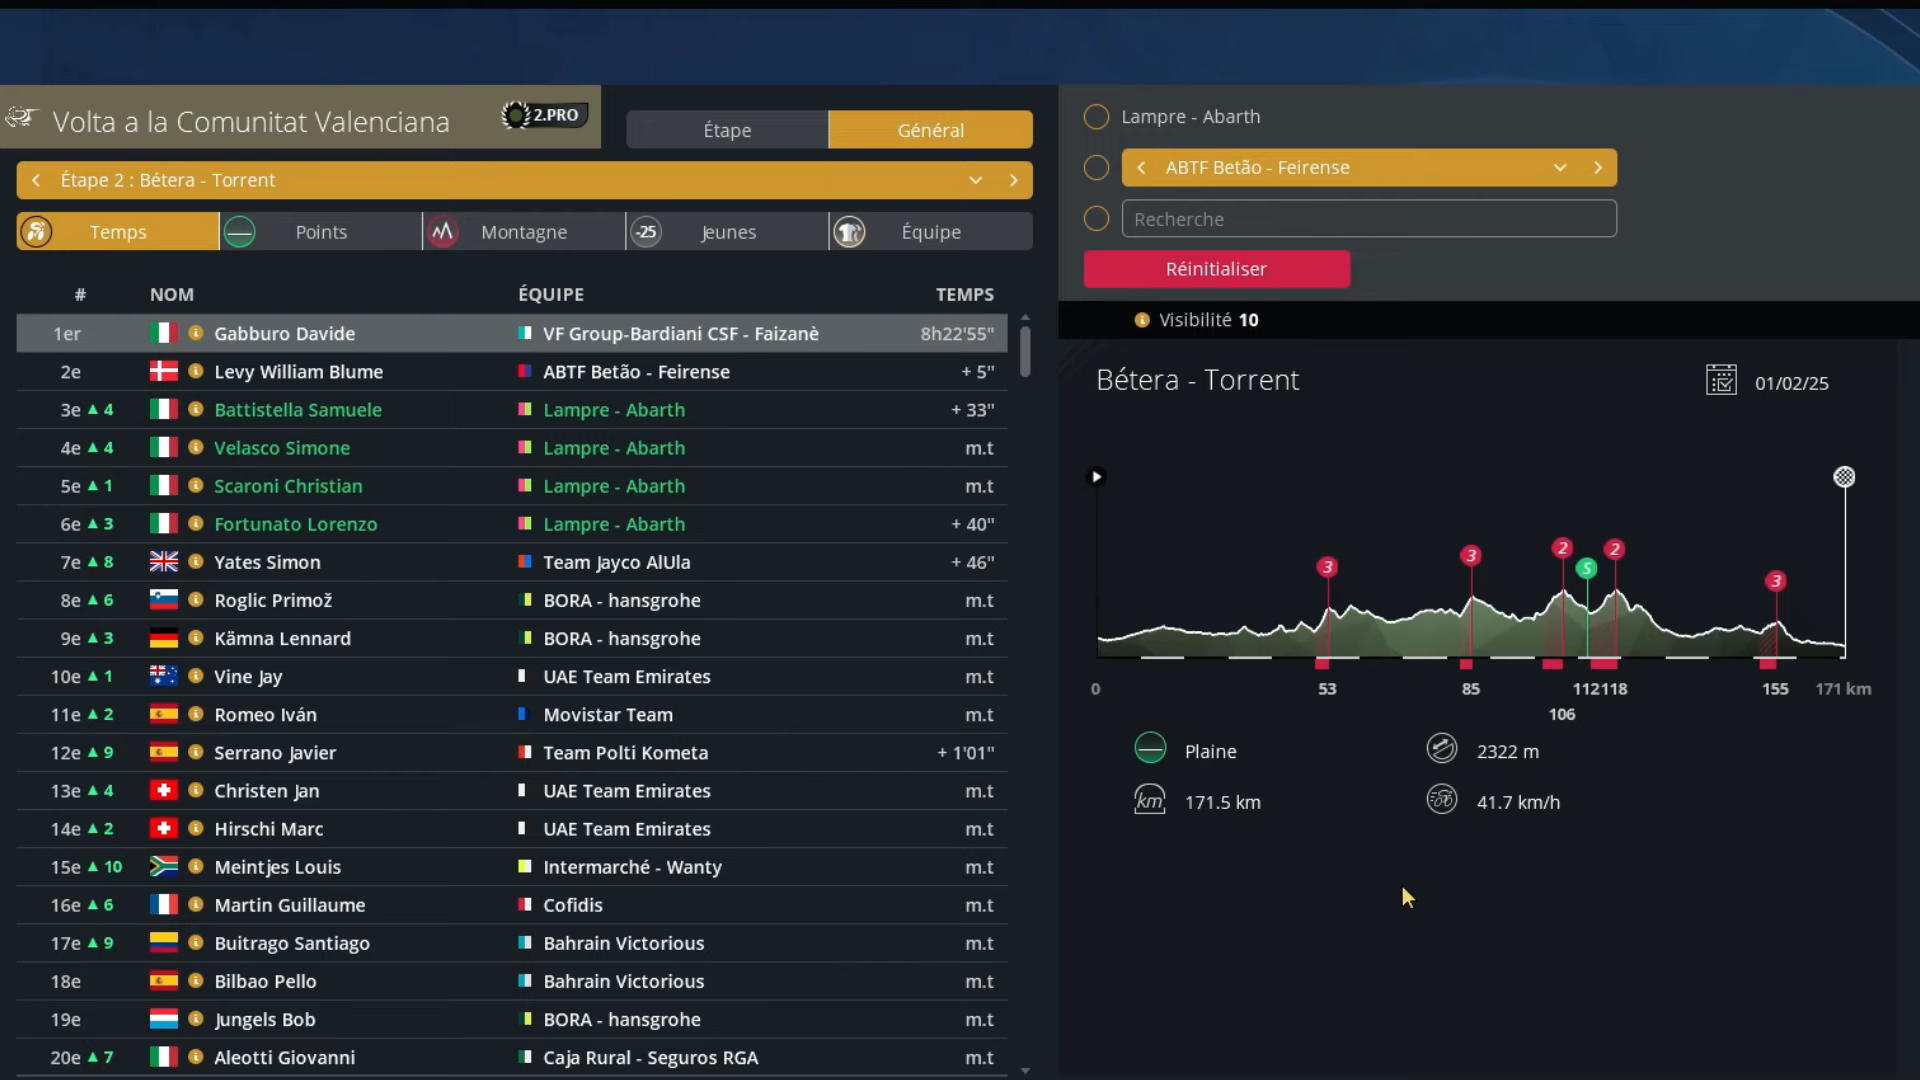 Volta a la Comunitat Valenciana
2.PRO
Étape
Général
Étape 2 : Bétera - Torrent
Temps
Points
Montagne
-25
Jeunes
Équipe
# NOM ÉQUIPE TEMPS
1er Gabburo Davide VF Group-Bardiani CSF - Faizanè 8h22'55"
2e Levy William Blume ABTF Betão - Feirense + 5"
3e ▲ 4 Battistella Samuele Lampre - Abarth + 33"
4e ▲ 4 Velasco Simone Lampre - Abarth m.t
5e ▲ 1 Scaroni Christian Lampre - Abarth m.t
6e ▲ 3 Fortunato Lorenzo Lampre - Abarth + 40"
7e ▲ 8 Yates Simon Team Jayco AlUla + 46"
8e ▲ 6 Roglic Primož BORA - hansgrohe m.t
9e ▲ 3 Kämna Lennard BORA - hansgrohe m.t
10e ▲ 1 Vine Jay UAE Team Emirates m.t
11e ▲ 2 Romeo Iván Movistar Team m.t
12e ▲ 9 Serrano Javier Team Polti Kometa + 1'01"
13e ▲ 4 Christen Jan UAE Team Emirates m.t
14e ▲ 2 Hirschi Marc UAE Team Emirates m.t
15e ▲ 10 Meintjes Louis Intermarché - Wanty m.t
16e ▲ 6 Martin Guillaume Cofidis m.t
17e ▲ 9 Buitrago Santiago Bahrain Victorious m.t
18e Bilbao Pello Bahrain Victorious m.t
19e Jungels Bob BORA - hansgrohe m.t
20e ▲ 7 Aleotti Giovanni Caja Rural - Seguros RGA m.t
Lampre - Abarth
ABTF Betão - Feirense
Recherche
Réinitialiser
Visibilité 10
Bétera - Torrent
01/02/25
3 3 2 S 2 3
0 53 85 112 118 155 171 km
106
Plaine
2322 m
km 171.5 km
41.7 km/h